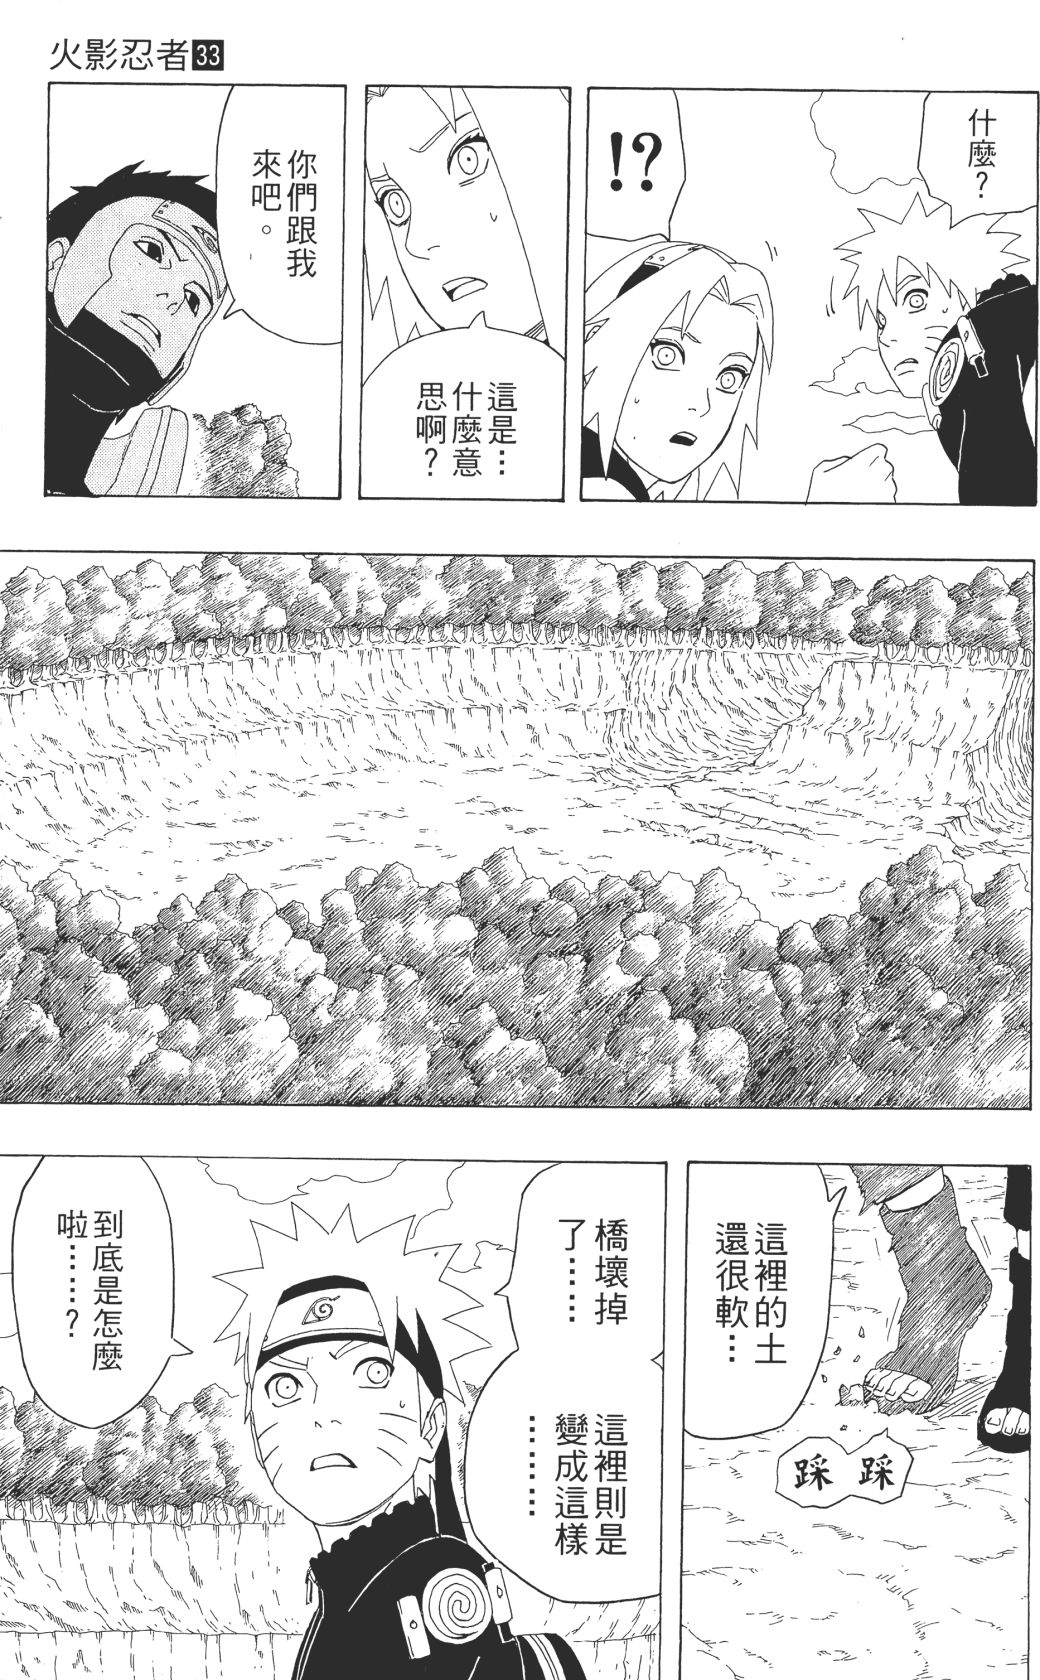 火影忍者33
什麼？
!?
這是…
什麼意
思啊？
你們跟我
來吧。
這裡的土
還很軟…
踩 踩
橋壞掉
了……
這裡則是
變成這樣
………
到底是怎麼
啦……？